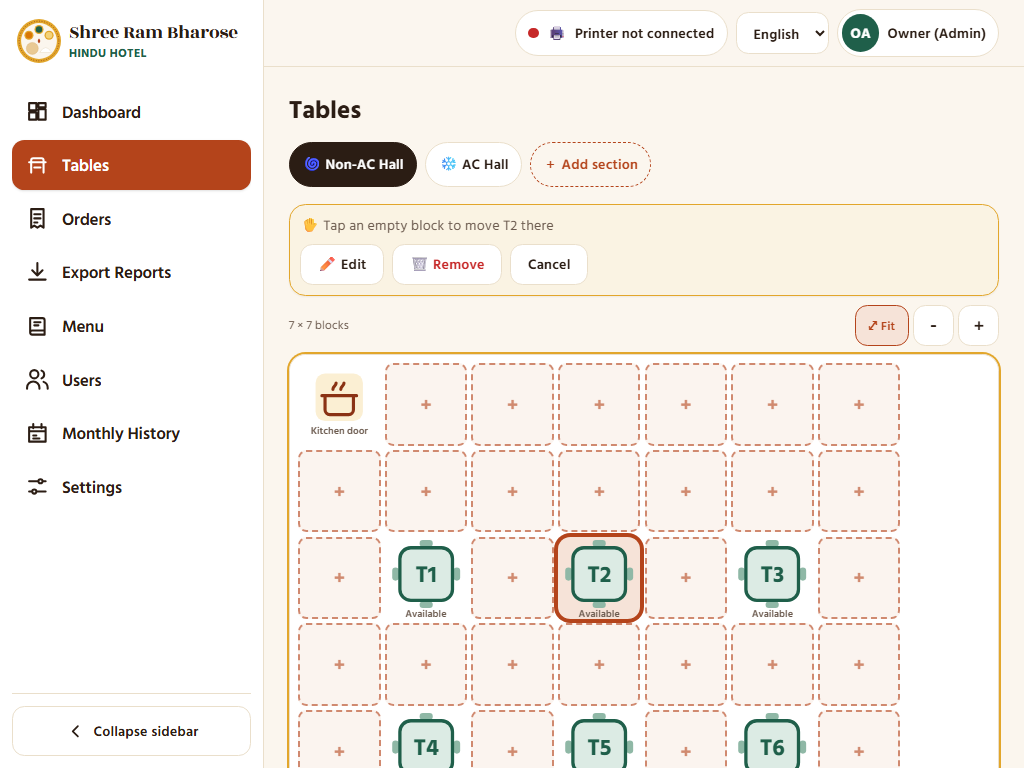 Shree Ram Bharose
HINDU HOTEL
Printer not connected
English
OA
Owner (Admin)
Dashboard
Tables
Orders
Export Reports
Menu
Users
Monthly History
Settings
Collapse sidebar
Tables
Non-AC Hall
AC Hall
+ Add section
Tap an empty block to move T2 there
Edit
Remove
Cancel
7 × 7 blocks
Fit
-
+
Kitchen door
+ + + + + +
+ + + + + + +
+ T1 + T2 + T3 +
Available Available Available
+ + + + + + +
+ T4 + T5 + T6 +